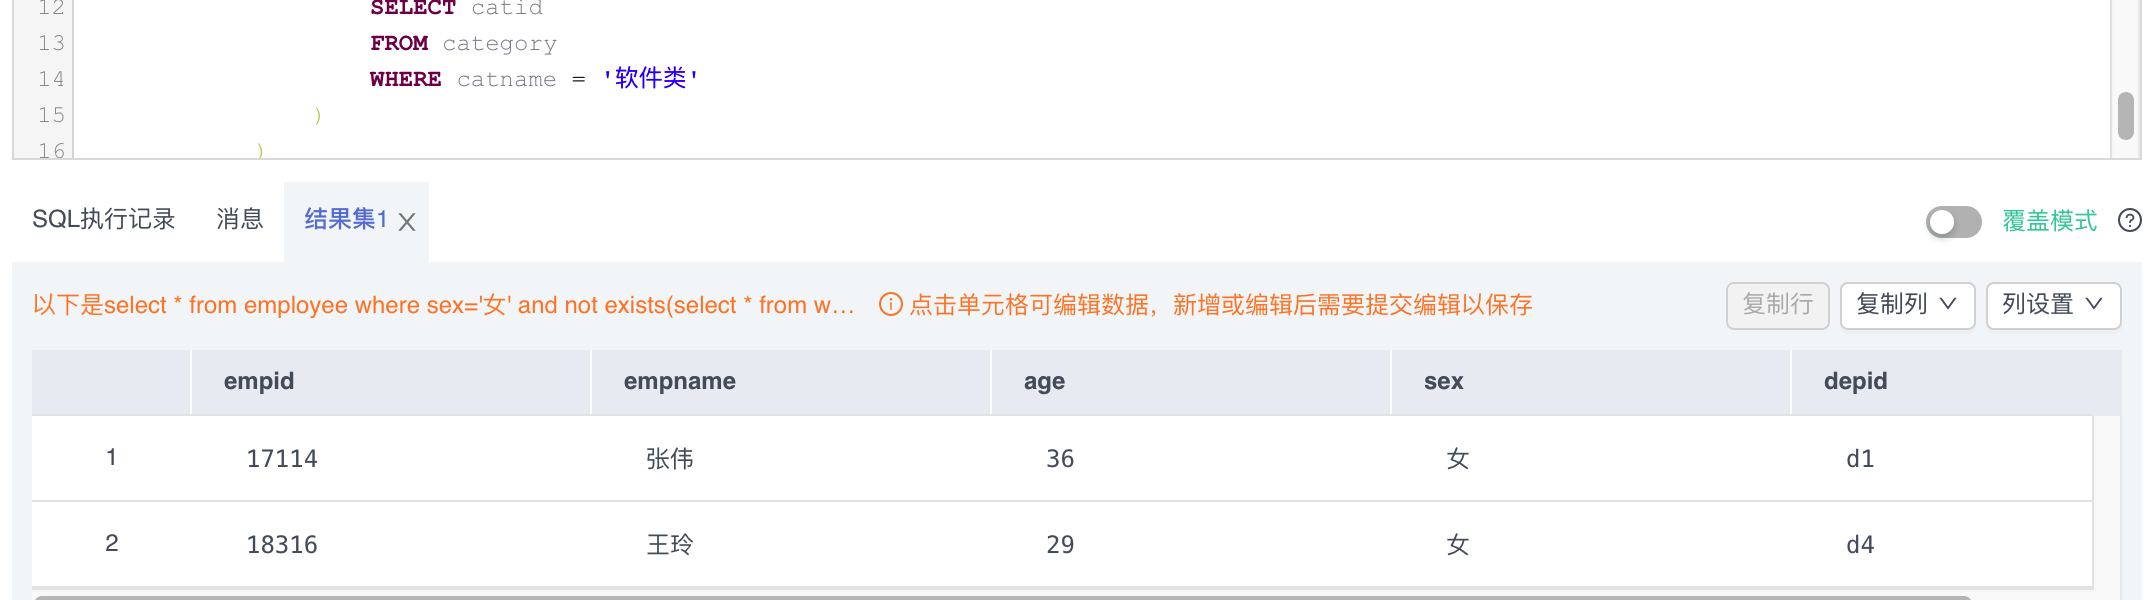 12 SELECT catid
13 FROM category
14 WHERE catname = '软件类'
15 )
16 )
SQL执行记录 消息 结果集1 X 覆盖模式 ?
以下是select * from employee where sex='女' and not exists(select * from w... 点击单元格可编辑数据，新增或编辑后需要提交编辑以保存 复制行 复制列 列设置
empid empname age sex depid
1 17114 张伟 36 女 d1
2 18316 王玲 29 女 d4